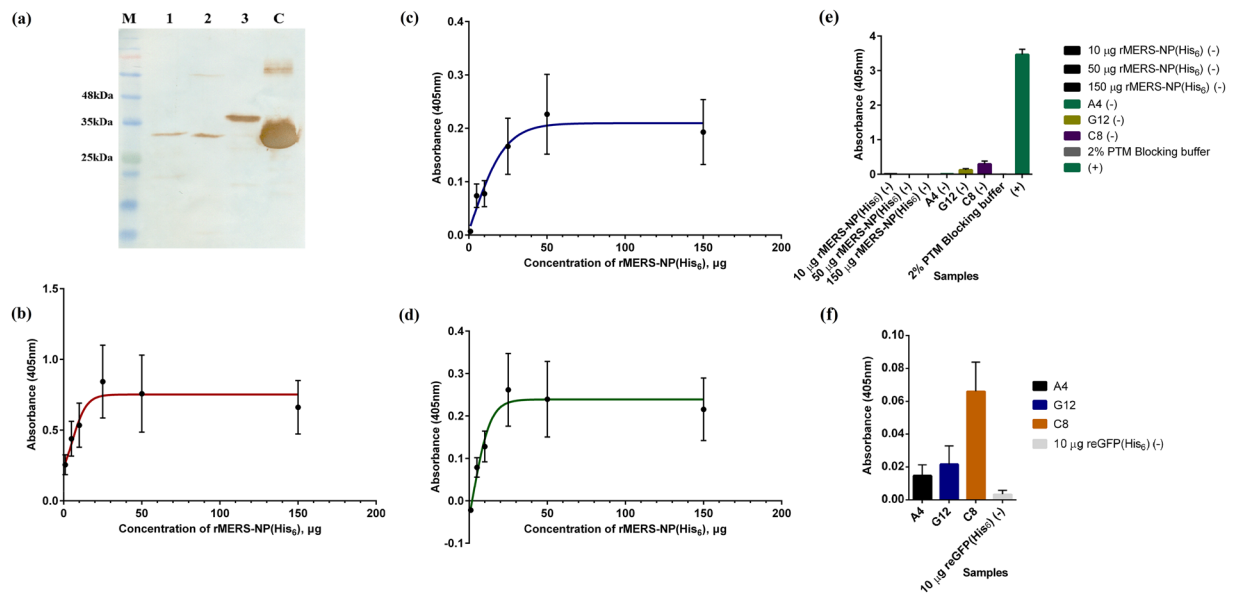 (a)
M 1 2 3 C
48kDa
35kDa
25kDa
(b)
Absorbance (405nm)
1.5
1.0
0.5
0.0
0 50 100 150 200
Concentration of rMERS-NP(His₆), µg
(c)
Absorbance (405nm)
0.4
0.3
0.2
0.1
0.0
0 50 100 150 200
Concentration of rMERS-NP(His₆), µg
(d)
Absorbance (405nm)
0.4
0.3
0.2
0.1
-0.0
-0.1
50 100 150 200
Concentration of rMERS-NP(His₆), µg
(e)
Absorbance (405nm)
4
3
2
1
0
10 µg rMERS-NP(His₆) (-)
50 µg rMERS-NP(His₆) (-)
150 µg rMERS-NP(His₆) (-)
A4 (-)
G12 (-)
C8 (-)
2% PTM Blocking buffer
(+)
Samples
10 µg rMERS-NP(His₆) (-)
50 µg rMERS-NP(His₆) (-)
150 µg rMERS-NP(His₆) (-)
A4 (-)
G12 (-)
C8 (-)
2% PTM Blocking buffer
(+)
(f)
Absorbance (405nm)
0.10
0.08
0.06
0.04
0.02
0.00
A4
G12
C8
10 µg reGFP(His₆) (-)
Samples
A4
G12
C8
10 µg reGFP(His₆) (-)